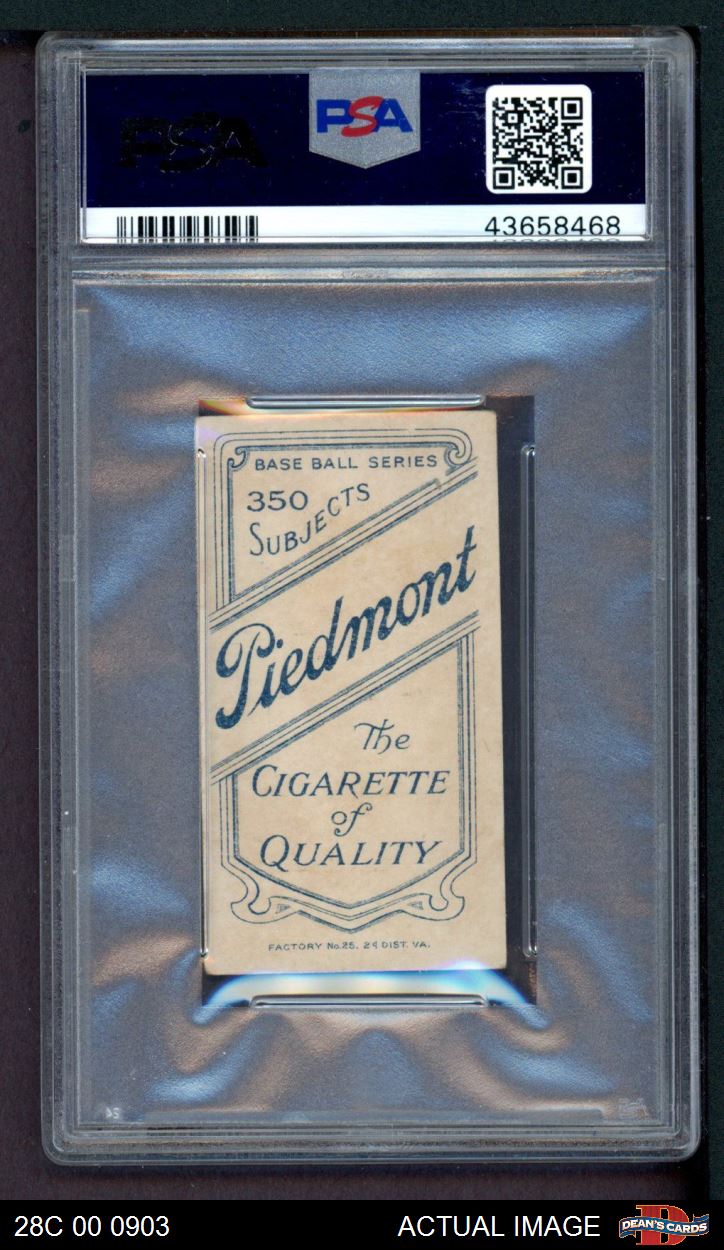 PSA
PSA
43658468
BASE BALL SERIES
350
SUBJECTS
Piedmont
The
CIGARETTE
of
QUALITY
FACTORY No.25. 2d DIST. VA.
28C 00 0903
ACTUAL IMAGE
DEAN'S CARDS